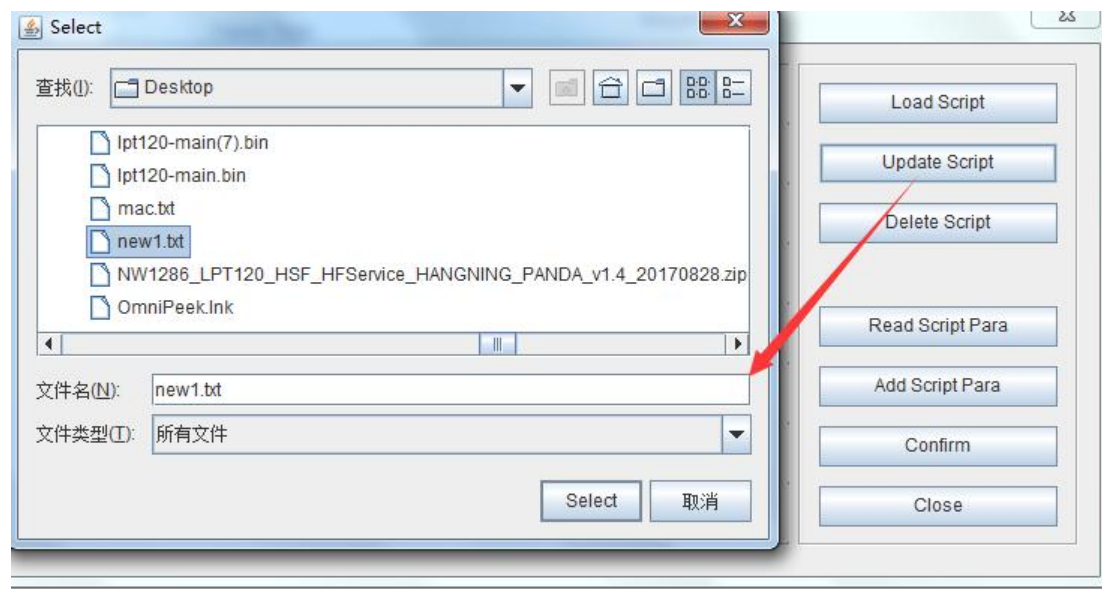 Select
查找(I):
Desktop
lpt120-main(7).bin
lpt120-main.bin
mac.txt
new1.txt
NW1286_LPT120_HSF_HFService_HANGNING_PANDA_v1.4_20170828.zip
OmniPeek.lnk
文件名(N):
new1.txt
文件类型(T):
所有文件
Select
取消
Load Script
Update Script
Delete Script
Read Script Para
Add Script Para
Confirm
Close